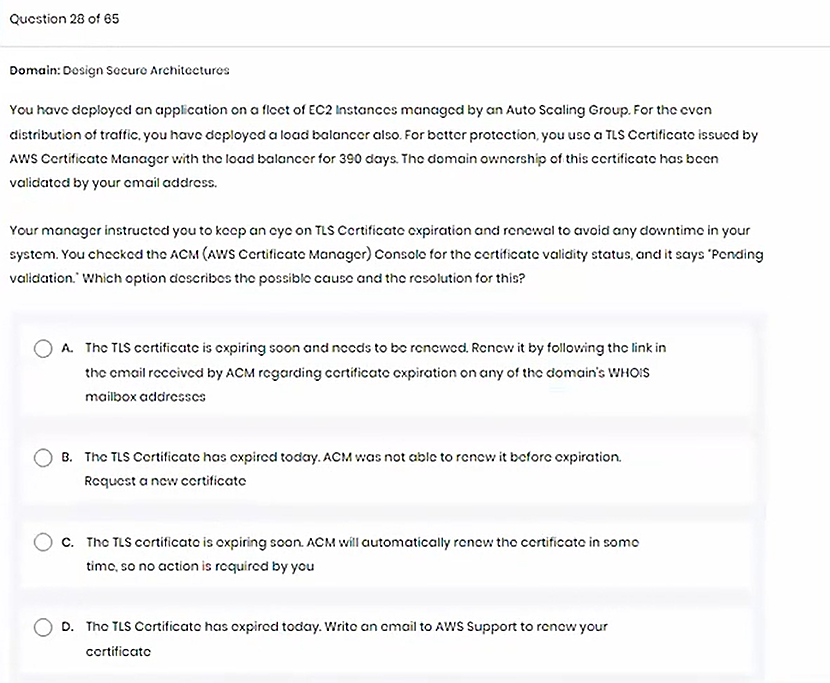 Question 28 of 65
Domain: Design Secure Architectures
You have deployed an application on a fleet of EC2 Instances managed by an Auto Scaling Group. For the even
distribution of traffic, you have deployed a load balancer also. For better protection, you use a TLS Certificate issued by
AWS Certificate Manager with the load balancer for 390 days. The domain ownership of this certificate has been
validated by your email address.
Your manager instructed you to keep an eye on TLS Certificate expiration and renewal to avoid any downtime in your
system. You checked the ACM (AWS Certificate Manager) Console for the certificate validity status, and it says "Pending
validation." Which option describes the possible cause and the resolution for this?
A. The TLS certificate is expiring soon and needs to be renewed. Renew it by following the link in
the email received by ACM regarding certificate expiration on any of the domain's WHOIS
mailbox addresses
B. The TLS Certificate has expired today. ACM was not able to renew it before expiration.
Request a new certificate
C. The TLS certificate is expiring soon. ACM will automatically renew the certificate in some
time, so no action is required by you
D. The TLS Certificate has expired today. Write an email to AWS Support to renew your
certificate